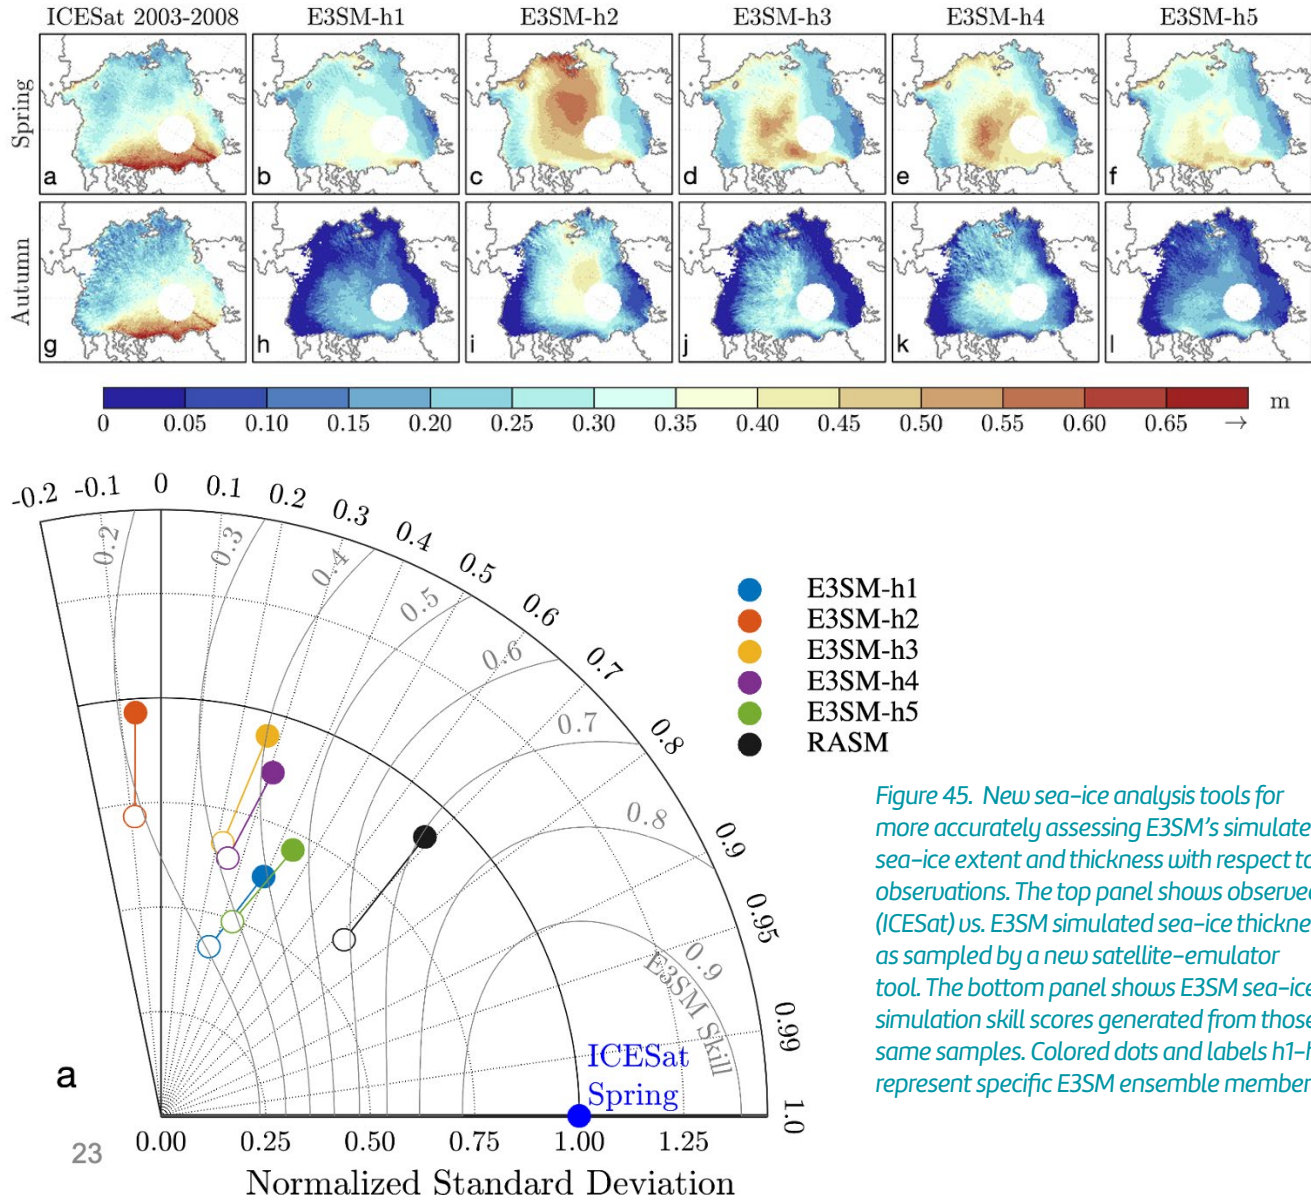 ICESat 2003-2008 E3SM-h1 E3SM-h2 E3SM-h3 E3SM-h4 E3SM-h5
Spring
a b c d e f
Autumn
g h i j k l
m
0 0.05 0.10 0.15 0.20 0.25 0.30 0.35 0.40 0.45 0.50 0.55 0.60 0.65 →
-0.2 -0.1 0 0.1 0.2 0.3 0.4 0.5 0.6 0.7 0.8 0.9 0.95 0.99 1.0
0.2 0.3 0.4 0.5 0.6 0.7 0.8 0.9
E3SM Skill
E3SM-h1
E3SM-h2
E3SM-h3
E3SM-h4
E3SM-h5
RASM
ICESat
Spring
a
0.00 0.25 0.50 0.75 1.00 1.25
23
Normalized Standard Deviation
Figure 45. New sea-ice analysis tools for
more accurately assessing E3SM's simulate
sea-ice extent and thickness with respect to
observations. The top panel shows observed
(ICESat) vs. E3SM simulated sea-ice thickne
as sampled by a new satellite-emulator
tool. The bottom panel shows E3SM sea-ice
simulation skill scores generated from those
same samples. Colored dots and labels h1-h
represent specific E3SM ensemble member